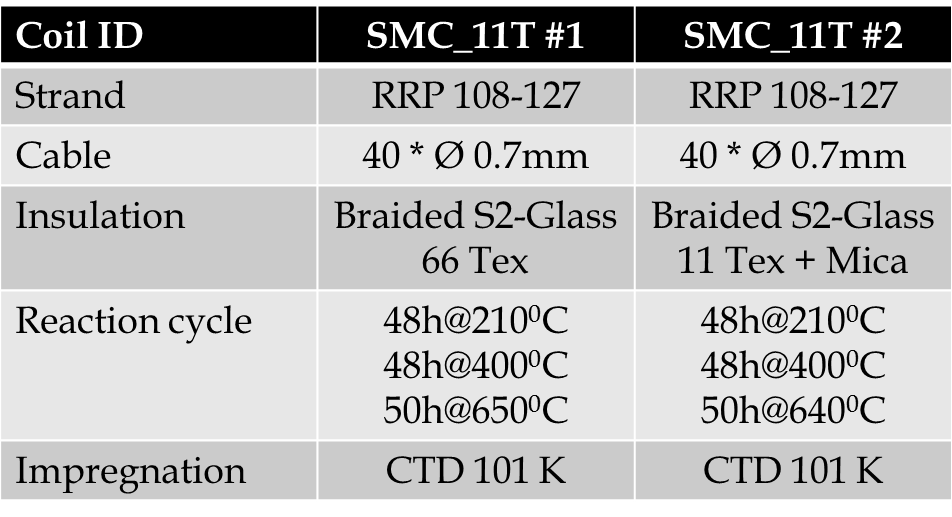 Coil ID SMC_11T #1 SMC_11T #2
Strand RRP 108-127 RRP 108-127
Cable 40 * Ø 0.7mm 40 * Ø 0.7mm
Insulation Braided S2-Glass Braided S2-Glass
66 Tex 11 Tex + Mica
Reaction cycle 48h@210⁰C 48h@210⁰C
48h@400⁰C 48h@400⁰C
50h@650⁰C 50h@640⁰C
Impregnation CTD 101 K CTD 101 K